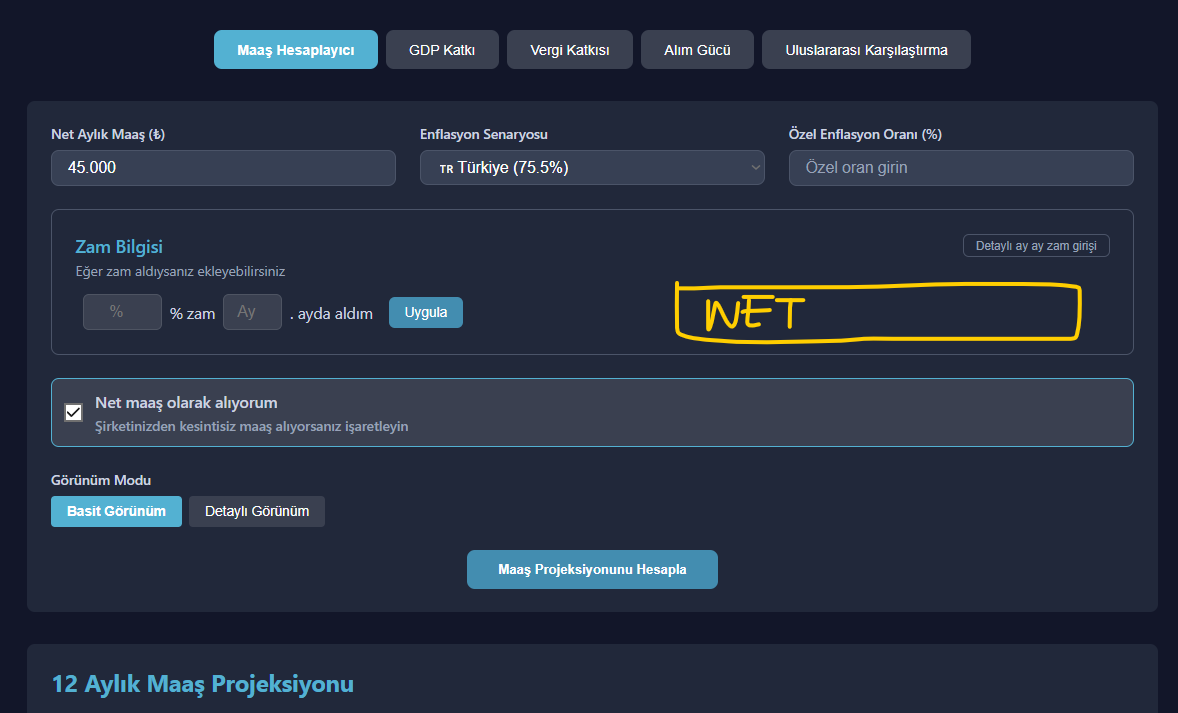 Maaş Hesaplayıcı GDP Katkı Vergi Katkısı Alım Gücü Uluslararası Karşılaştırma
Net Aylık Maaş (₺) Enflasyon Senaryosu Özel Enflasyon Oranı (%)
45.000 TR Türkiye (75.5%) Özel oran girin
Zam Bilgisi Detaylı ay ay zam girişi
Eğer zam aldıysanız ekleyebilirsiniz
% % zam Ay . ayda aldım Uygula NET
Net maaş olarak alıyorum
Şirketinizden kesintisiz maaş alıyorsanız işaretleyin
Görünüm Modu
Basit Görünüm Detaylı Görünüm
Maaş Projeksiyonunu Hesapla
12 Aylık Maaş Projeksiyonu